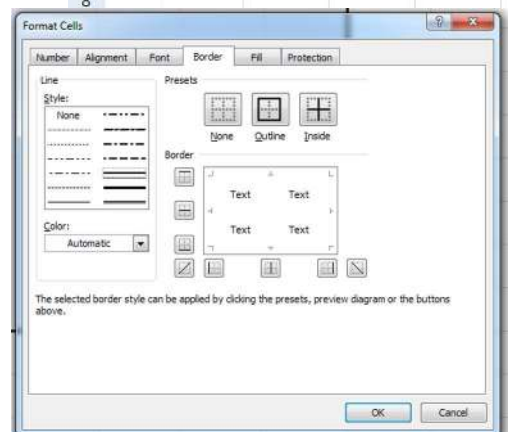 8
Format Cells
Number Alignment Font Border Fill Protection
Line
Presets
Style:
None
None Outline Inside
Border
Text Text
Text Text
Color:
Automatic
The selected border style can be applied by clicking the presets, preview diagram or the buttons
above.
OK Cancel